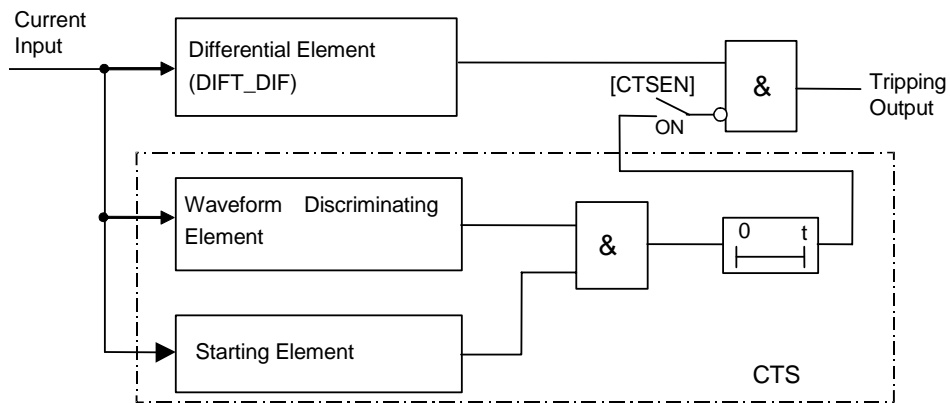 Current
Input
Differential Element
(DIFT_DIF)
[CTSEN]
ON
&
Tripping
Output
Waveform Discriminating
Element
&
0 t
Starting Element
CTS